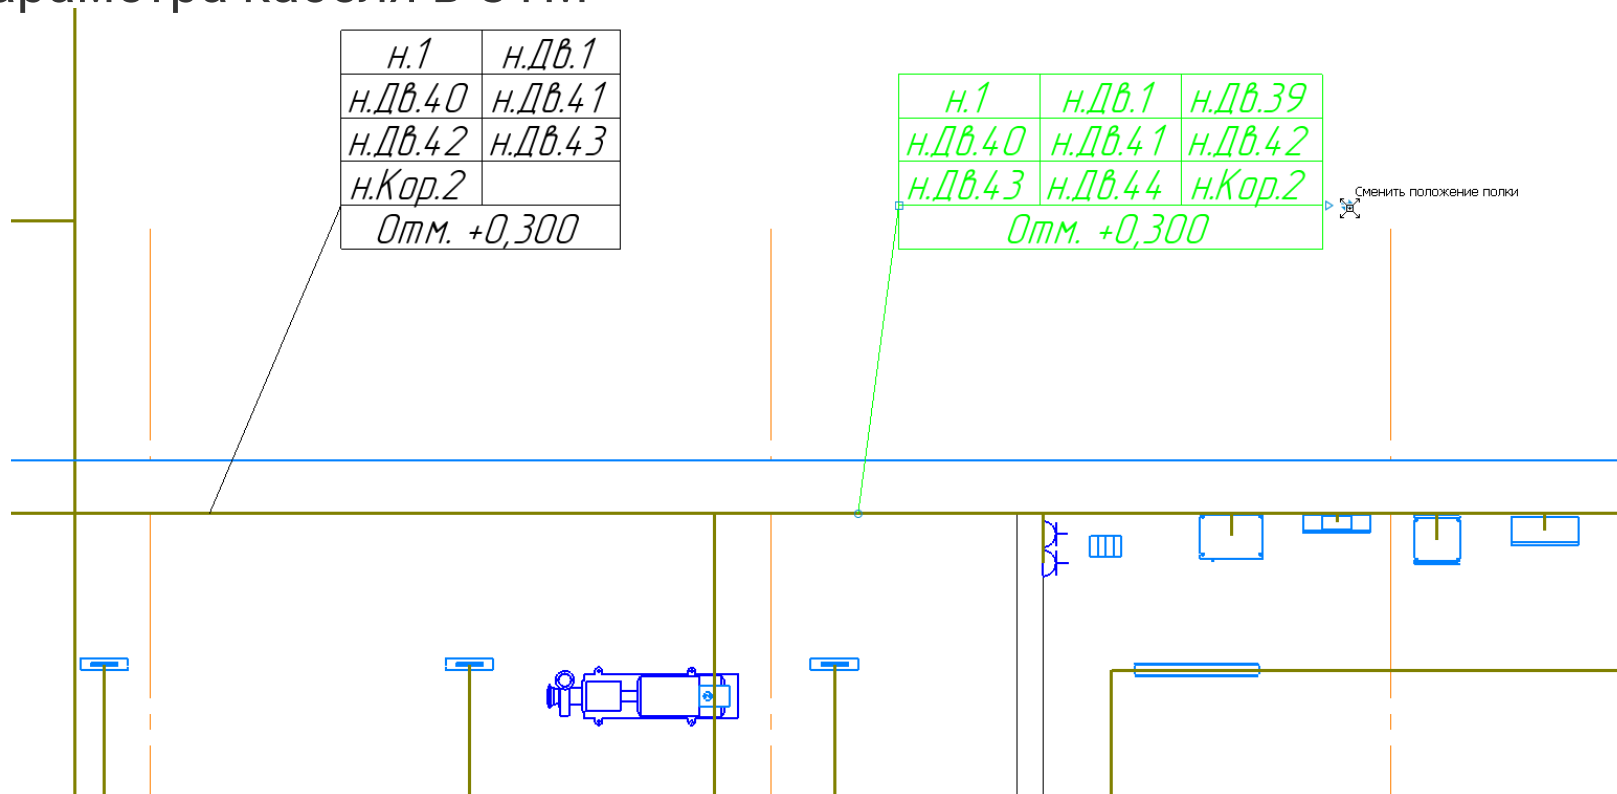 н.1 н.Дв.1
н.Дв.40 н.Дв.41
н.Дв.42 н.Дв.43
н.Кор.2
Отм. +0,300
н.1 н.Дв.1 н.Дв.39
н.Дв.40 н.Дв.41 н.Дв.42
н.Дв.43 н.Дв.44 н.Кор.2
Отм. +0,300
Сменить положение полки